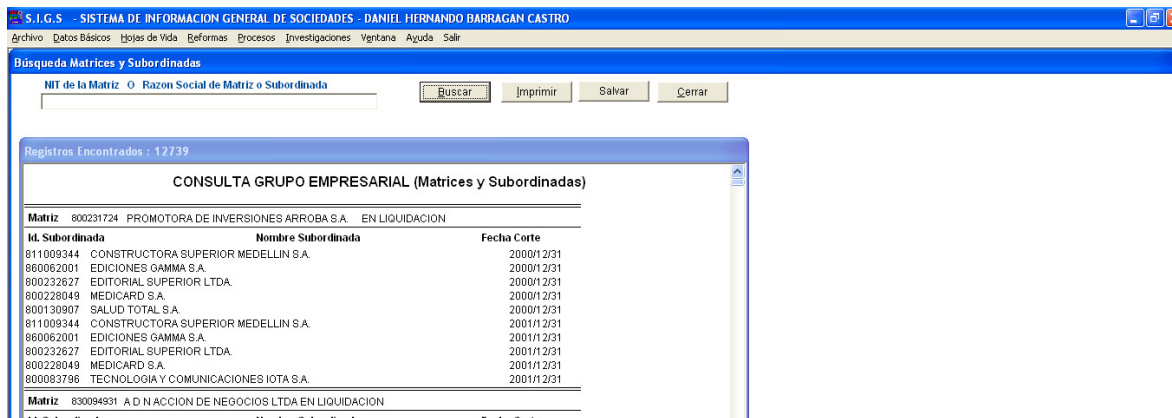 S.I.G.S - SISTEMA DE INFORMACION GENERAL DE SOCIEDADES - DANIEL HERNANDO BARRAGAN CASTRO
Archivo Datos Básicos Hojas de Vida Reformas Procesos Investigaciones Ventana Ayuda Salir
Búsqueda Matrices y Subordinadas
NIT de la Matriz O Razon Social de Matriz o Subordinada
Buscar Imprimir Salvar Cerrar
Registros Encontrados : 12739
CONSULTA GRUPO EMPRESARIAL (Matrices y Subordinadas)
Matriz 800231724 PROMOTORA DE INVERSIONES ARROBA S.A. EN LIQUIDACION
Id. Subordinada Nombre Subordinada Fecha Corte
811009344 CONSTRUCTORA SUPERIOR MEDELLIN S.A. 2000/12/31
860062001 EDICIONES GAMMA S.A. 2000/12/31
800232627 EDITORIAL SUPERIOR LTDA. 2000/12/31
800228049 MEDICARD S.A. 2000/12/31
800130907 SALUD TOTAL S.A. 2000/12/31
811009344 CONSTRUCTORA SUPERIOR MEDELLIN S.A. 2001/12/31
860062001 EDICIONES GAMMA S.A. 2001/12/31
800232627 EDITORIAL SUPERIOR LTDA. 2001/12/31
800228049 MEDICARD S.A. 2001/12/31
800083796 TECNOLOGIA Y COMUNICACIONES IOTA S.A. 2001/12/31
Matriz 830094931 A D N ACCION DE NEGOCIOS LTDA EN LIQUIDACION